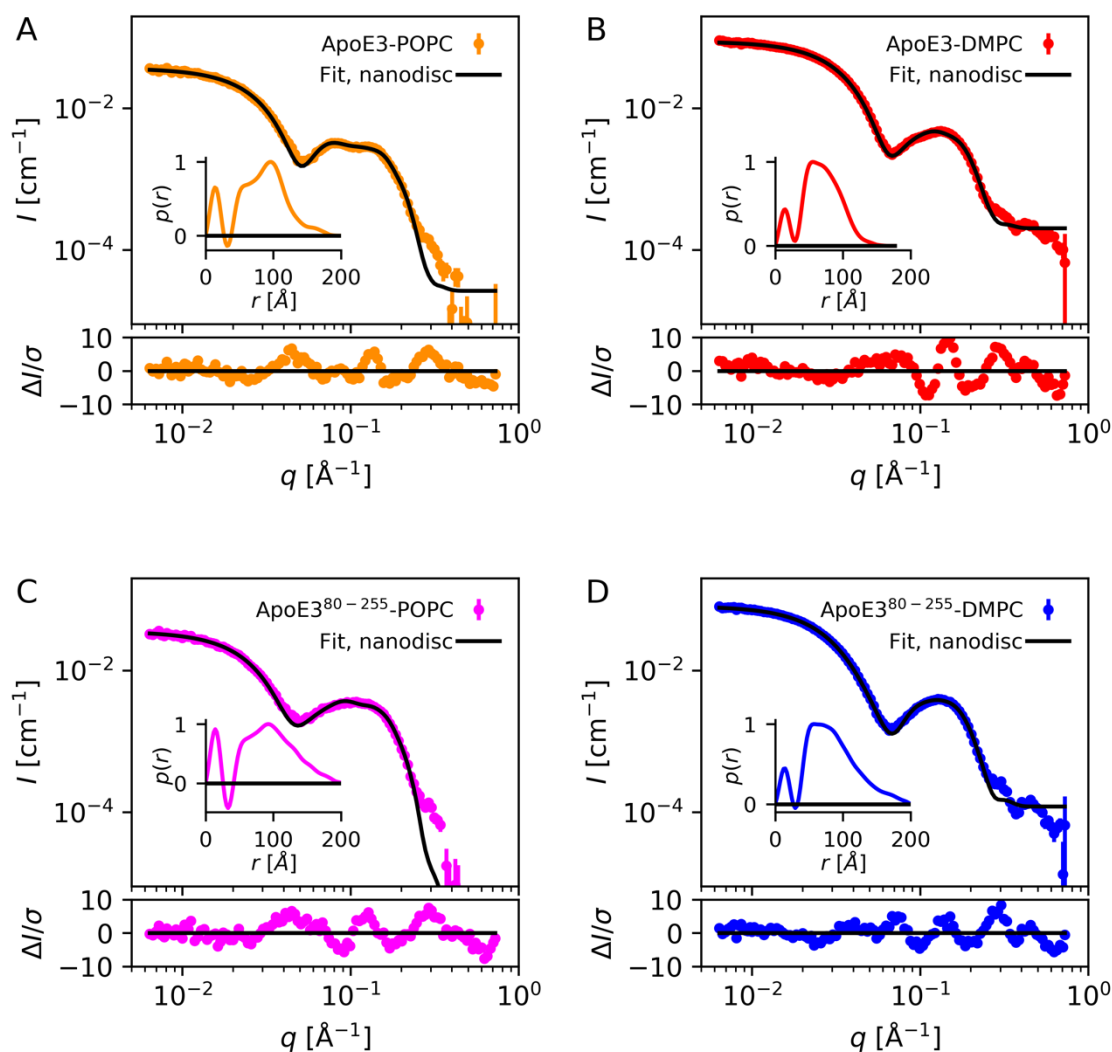 A
ApoE3-POPC
Fit, nanodisc
I [cm⁻¹]
10⁻²
10⁻⁴
p(r)
1
0
0 100 200
r [Å]
ΔI/σ
10
0
−10
10⁻² 10⁻¹ 10⁰
q [Å⁻¹]
B
ApoE3-DMPC
Fit, nanodisc
I [cm⁻¹]
10⁻²
10⁻⁴
p(r)
1
0
0 100 200
r [Å]
ΔI/σ
10
0
−10
10⁻² 10⁻¹ 10⁰
q [Å⁻¹]
C
ApoE3⁸⁰⁻²⁵⁵-POPC
Fit, nanodisc
I [cm⁻¹]
10⁻²
10⁻⁴
p(r)
1
0
0 100 200
r [Å]
ΔI/σ
10
0
−10
10⁻² 10⁻¹ 10⁰
q [Å⁻¹]
D
ApoE3⁸⁰⁻²⁵⁵-DMPC
Fit, nanodisc
I [cm⁻¹]
10⁻²
10⁻⁴
p(r)
1
0
0 100 200
r [Å]
ΔI/σ
10
0
−10
10⁻² 10⁻¹ 10⁰
q [Å⁻¹]